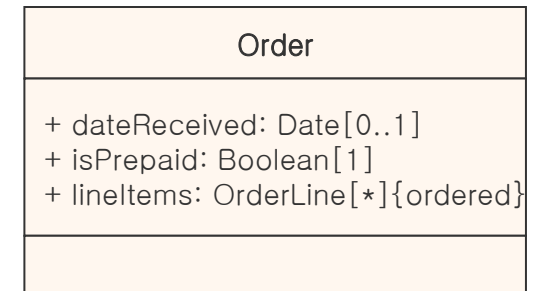 Order
+ dateReceived: Date[0..1]
+ isPrepaid: Boolean[1]
+ lineItems: OrderLine[*]{ordered}